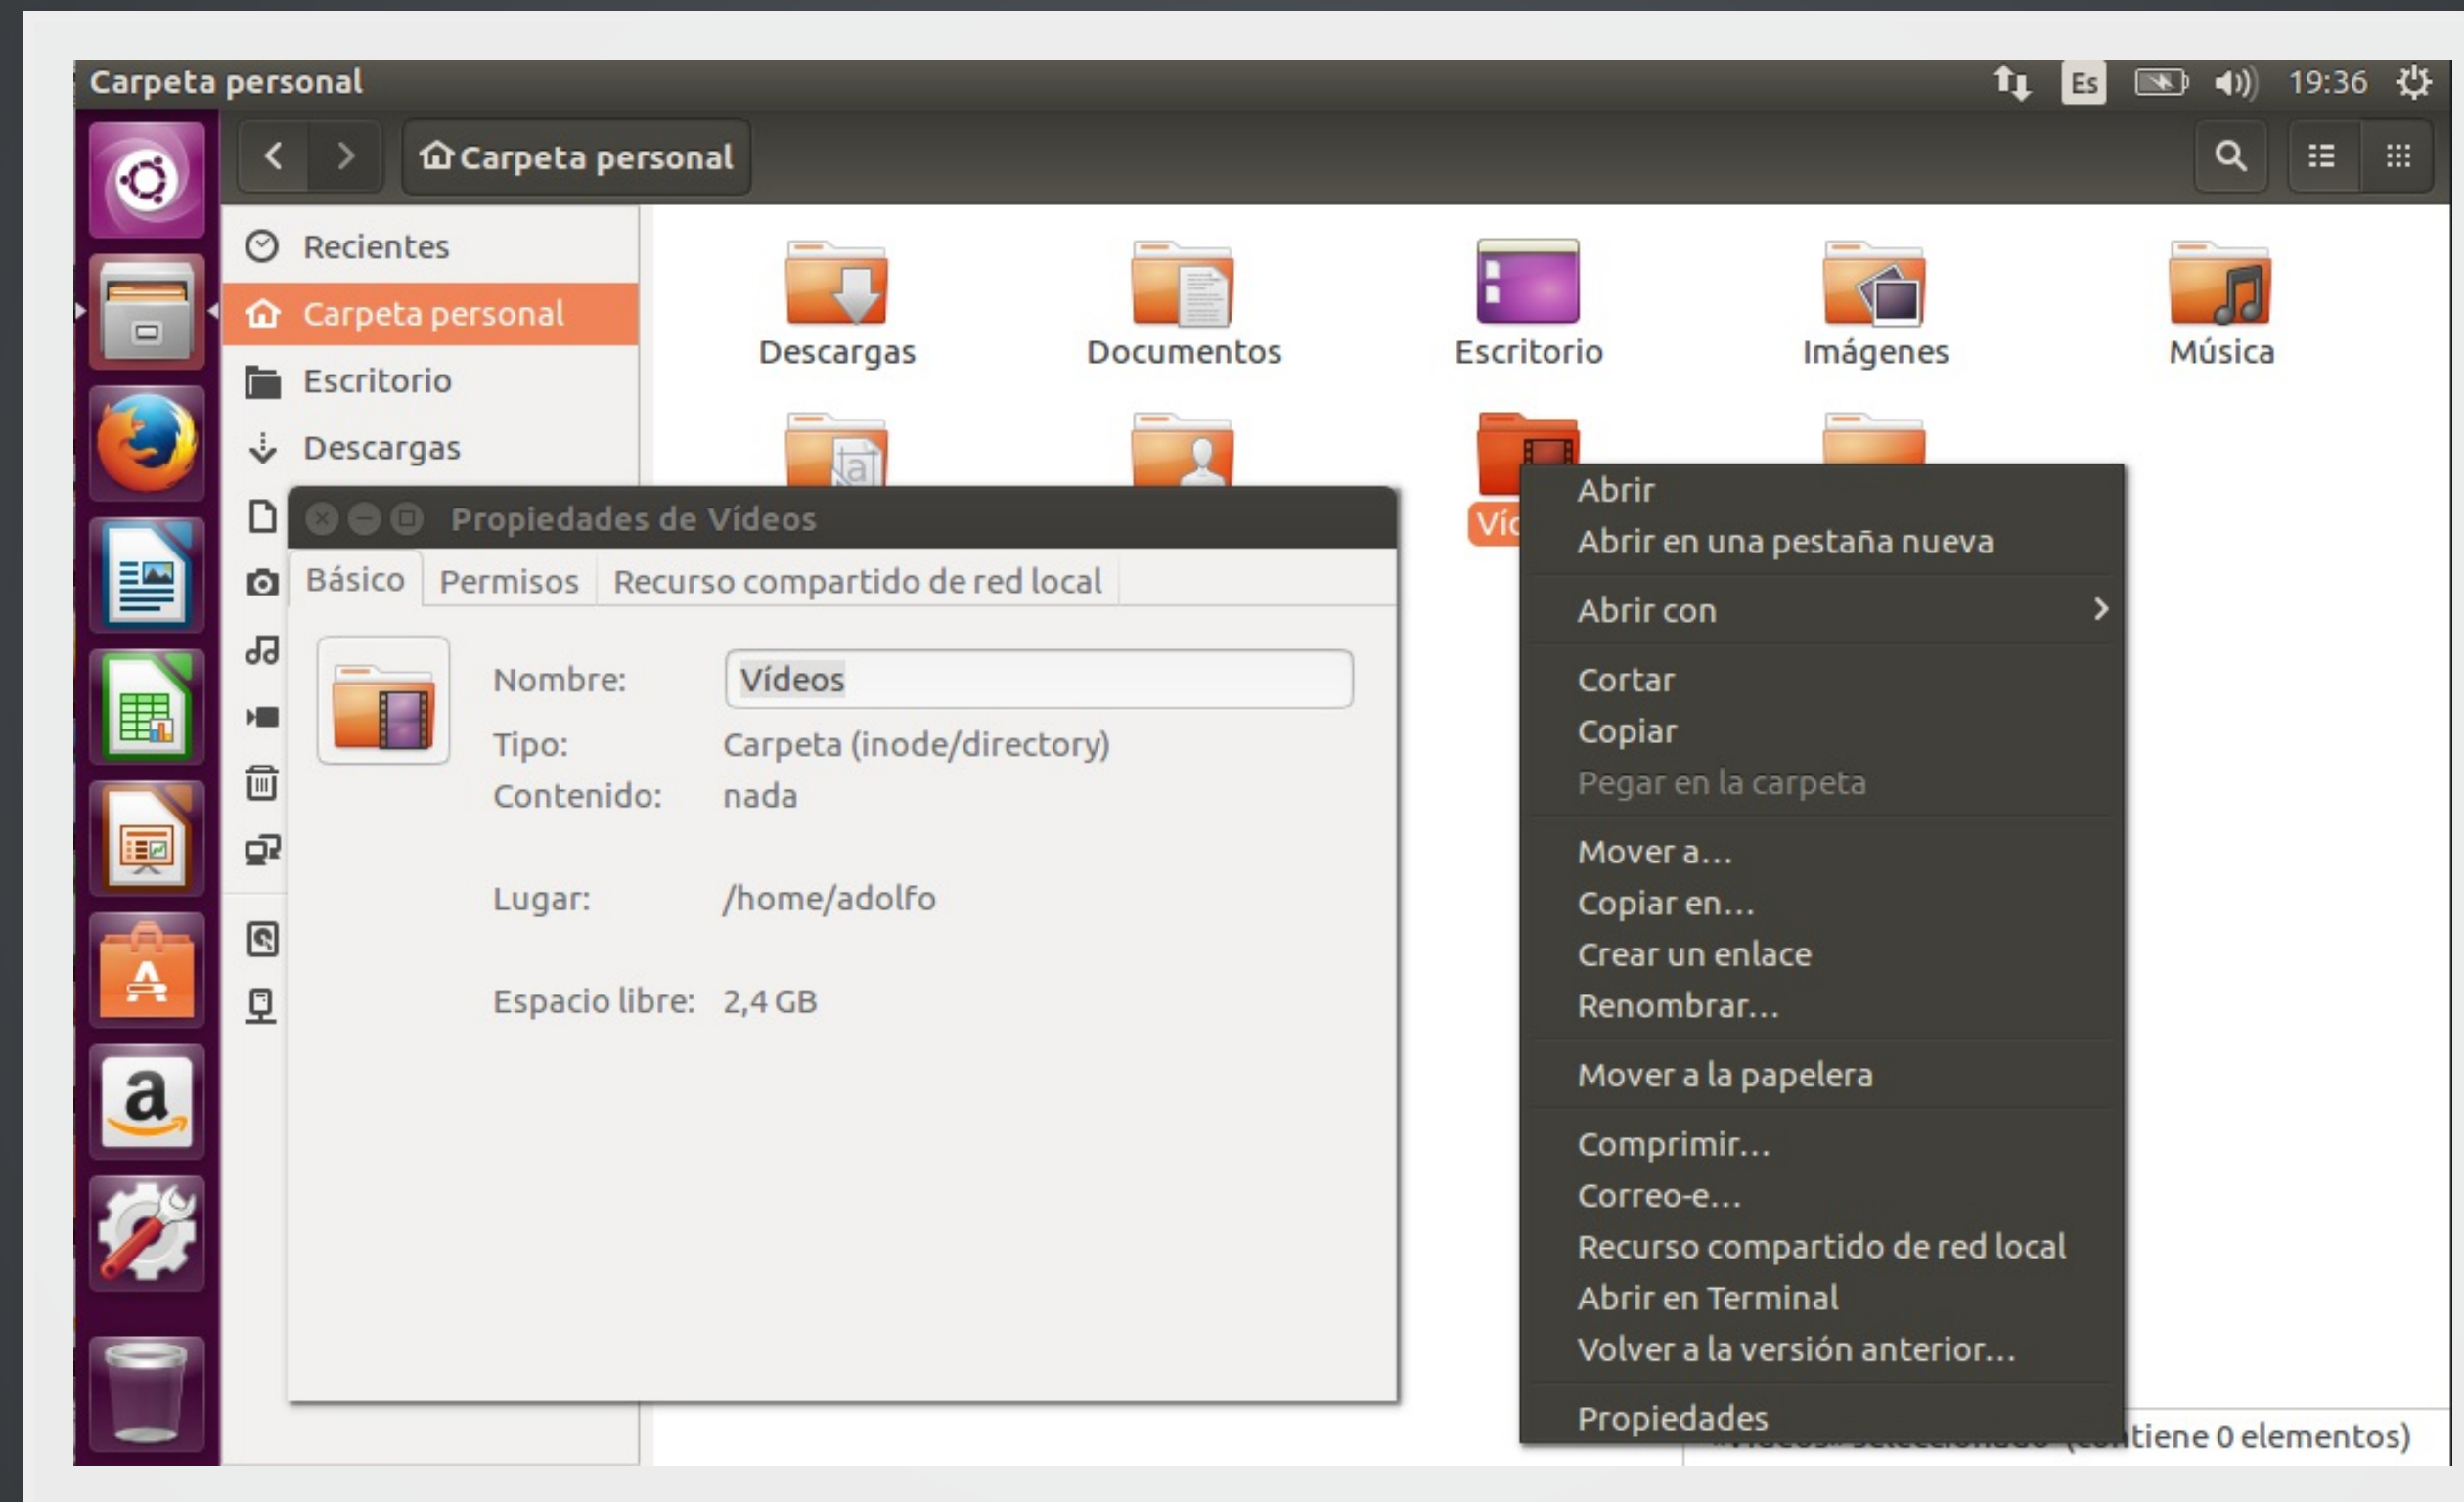 Carpeta personal
Es
19:36
Carpeta personal
Recientes
Carpeta personal
Escritorio
Descargas
Descargas
Documentos
Escritorio
Imágenes
Música
a
Propiedades de Vídeos
Básico
Permisos
Recurso compartido de red local
Nombre:
Vídeos
Tipo:
Carpeta (inode/directory)
Contenido:
nada
Lugar:
/home/adolfo
Espacio libre:
2,4 GB
Abrir
Abrir en una pestaña nueva
Abrir con
Cortar
Copiar
Pegar en la carpeta
Mover a...
Copiar en...
Crear un enlace
Renombrar...
Mover a la papelera
Comprimir...
Correo-e...
Recurso compartido de red local
Abrir en Terminal
Volver a la versión anterior...
Propiedades
0 elementos)
A
a